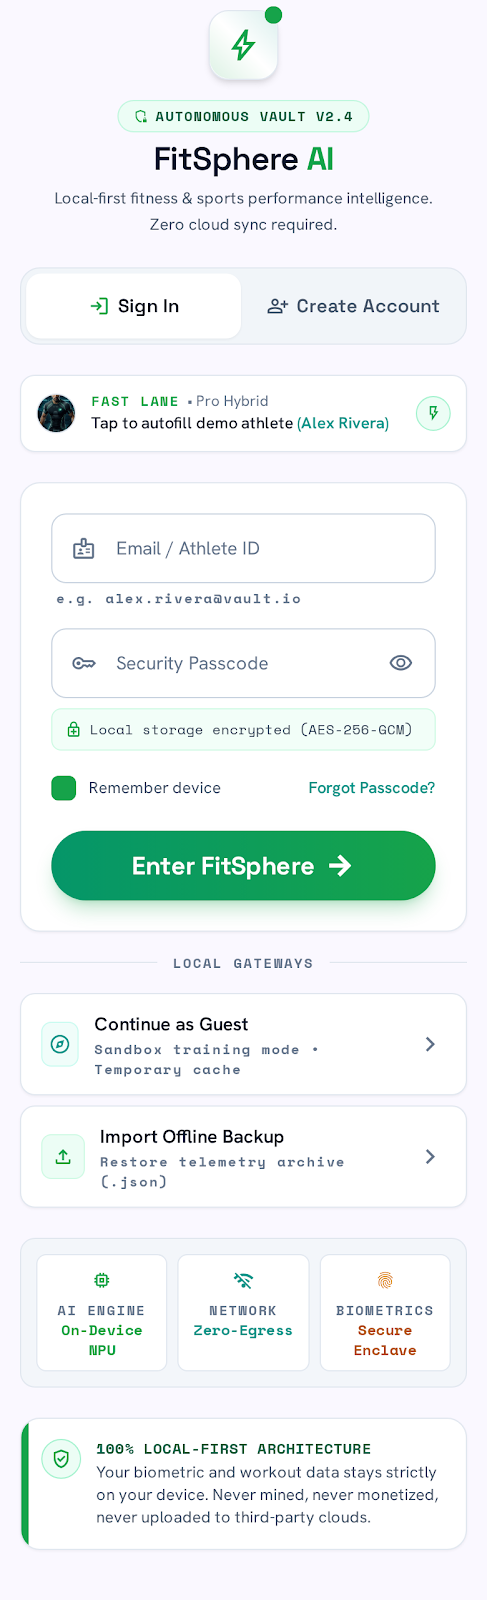 AUTONOMOUS VAULT V2.4
FitSphere AI
Local-first fitness & sports performance intelligence.
Zero cloud sync required.
Sign In
Create Account
FAST LANE • Pro Hybrid
Tap to autofill demo athlete (Alex Rivera)
Email / Athlete ID
e.g. alex.rivera@vault.io
Security Passcode
Local storage encrypted (AES-256-GCM)
Remember device
Forgot Passcode?
Enter FitSphere →
LOCAL GATEWAYS
Continue as Guest
Sandbox training mode •
Temporary cache
Import Offline Backup
Restore telemetry archive
(.json)
AI ENGINE
On-Device
NPU
NETWORK
Zero-Egress
BIOMETRICS
Secure
Enclave
100% LOCAL-FIRST ARCHITECTURE
Your biometric and workout data stays strictly
on your device. Never mined, never monetized,
never uploaded to third-party clouds.